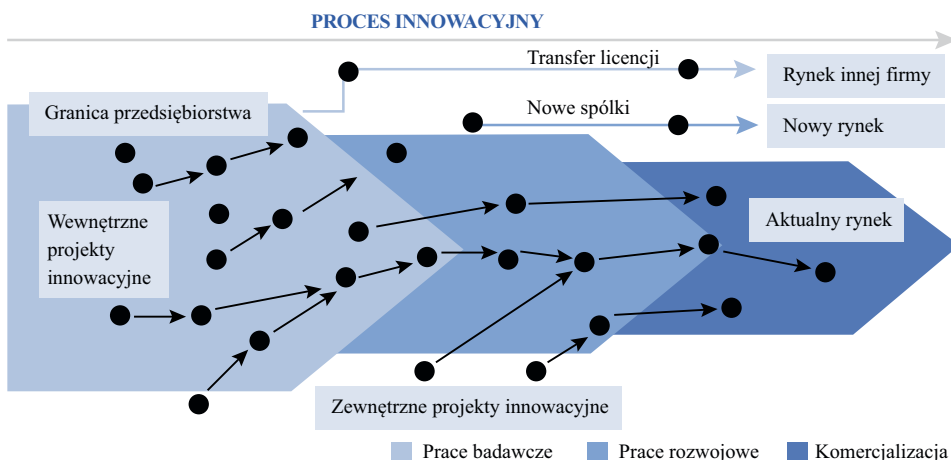 PROCES INNOWACYJNY
Transfer licencji
Rynek innej firmy
Granica przedsiębiorstwa
Nowe spólki
Nowy rynek
Wewnętrzne
projekty
innowacyjne
Aktualny rynek
Zewnętrzne projekty innowacyjne
Prace badawcze
Prace rozwojowe
Komercjalizacja